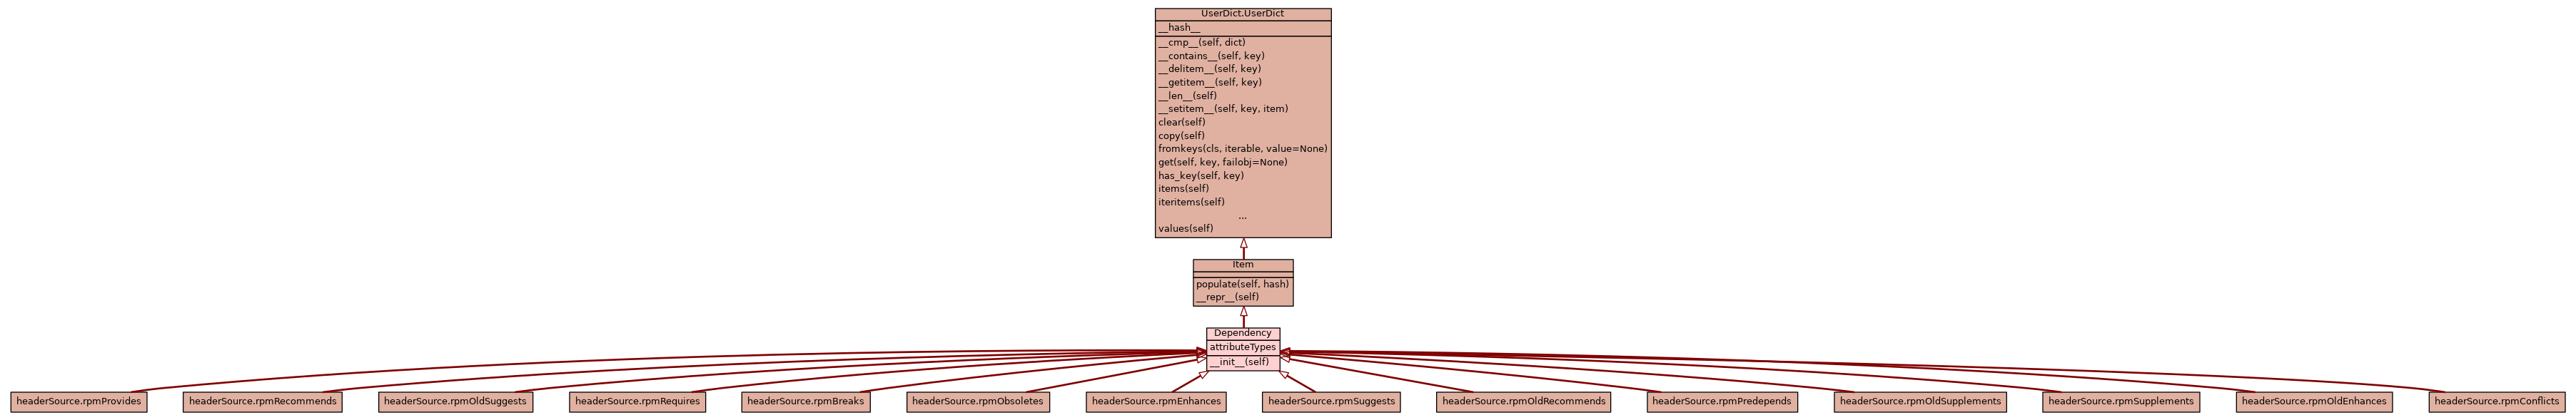 UserDict.UserDict
__hash__
__cmp__(self, dict)
__contains__(self, key)
__delitem__(self, key)
__getitem__(self, key)
__len__(self)
__setitem__(self, key, item)
clear(self)
copy(self)
fromkeys(cls, iterable, value=None)
get(self, key, failobj=None)
has_key(self, key)
items(self)
iteritems(self)
...
values(self)
Item
populate(self, hash)
__repr__(self)
Dependency
attributeTypes
__init__(self)
headerSource.rpmProvides
headerSource.rpmRecommends
headerSource.rpmOldSuggests
headerSource.rpmRequires
headerSource.rpmBreaks
headerSource.rpmObsoletes
headerSource.rpmEnhances
headerSource.rpmSuggests
headerSource.rpmOldRecommends
headerSource.rpmPredepends
headerSource.rpmOldSupplements
headerSource.rpmSupplements
headerSource.rpmOldEnhances
headerSource.rpmConflicts